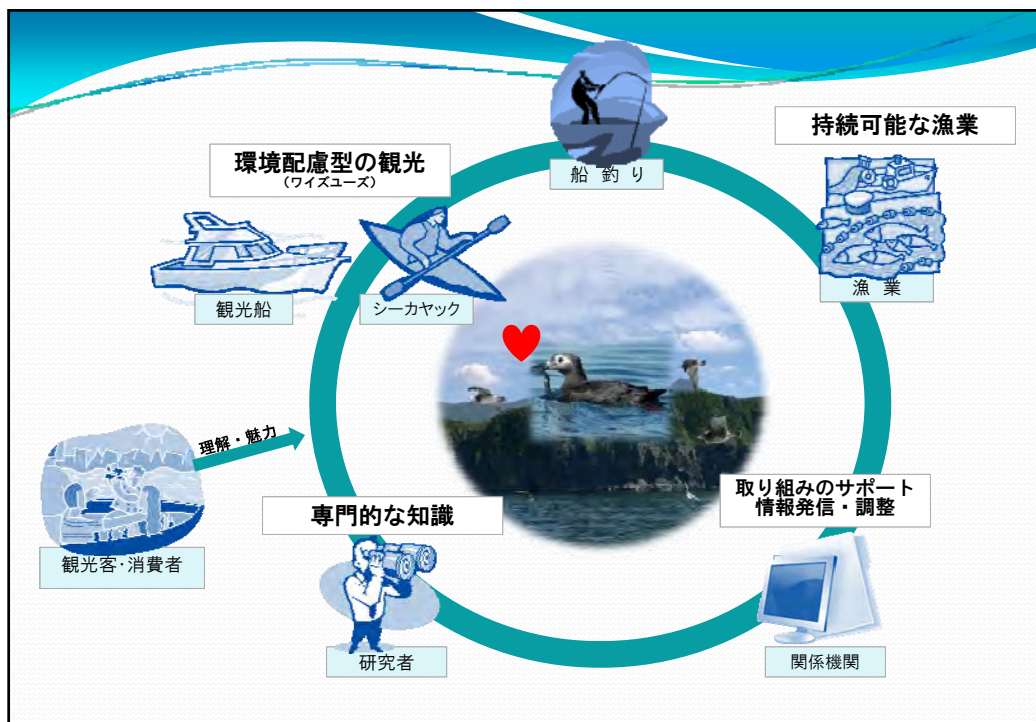 船 釣 り
持続可能な漁業
漁 業
環境配慮型の観光
（ワイズユーズ）
観光船
シーカヤック
理解・魅力
観光客・消費者
専門的な知識
研究者
取り組みのサポート
情報発信・調整
関係機関